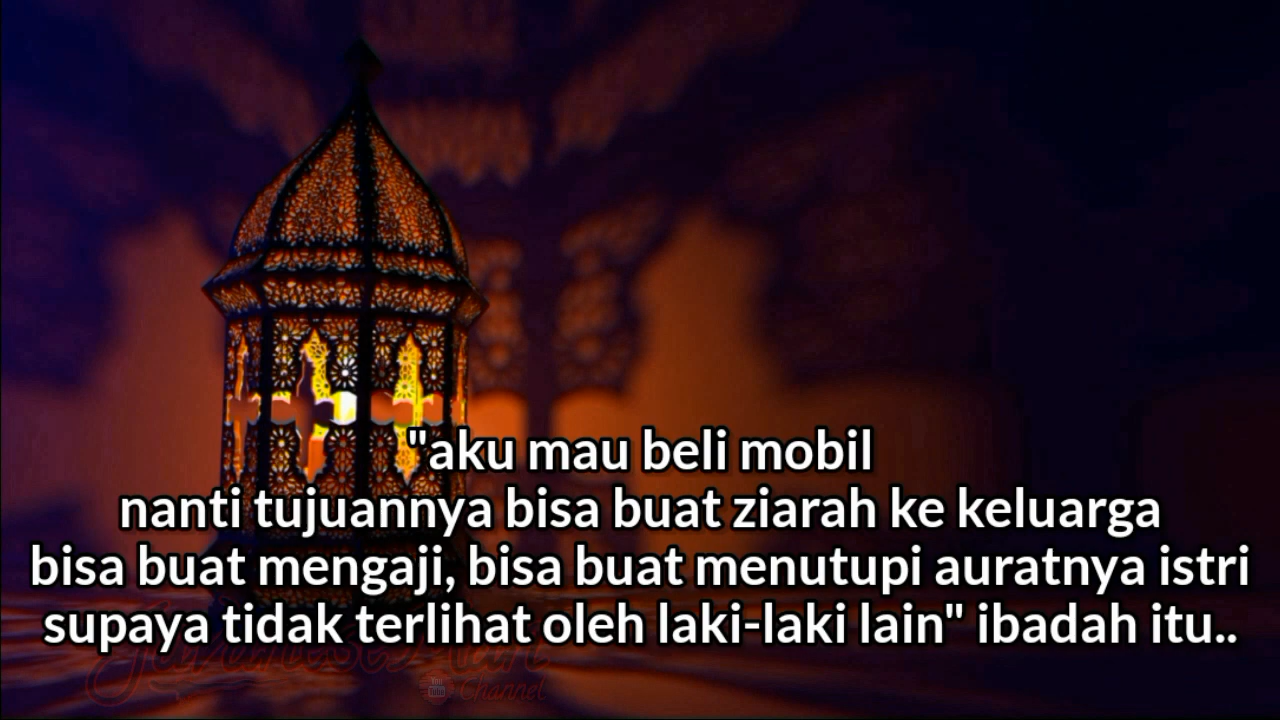 "aku mau beli mobil
nanti tujuannya bisa buat ziarah ke keluarga
bisa buat mengaji, bisa buat menutupi auratnya istri
supaya tidak terlihat oleh laki-laki lain" ibadah itu..
Channel